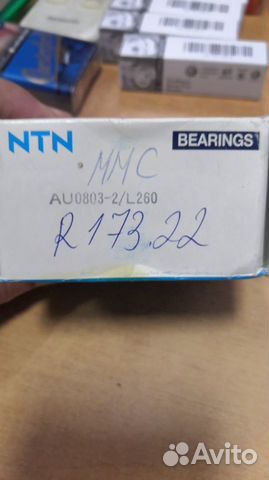 NTN BEARINGS
MMC
AU0803-2/L260
R 173.22
Avito